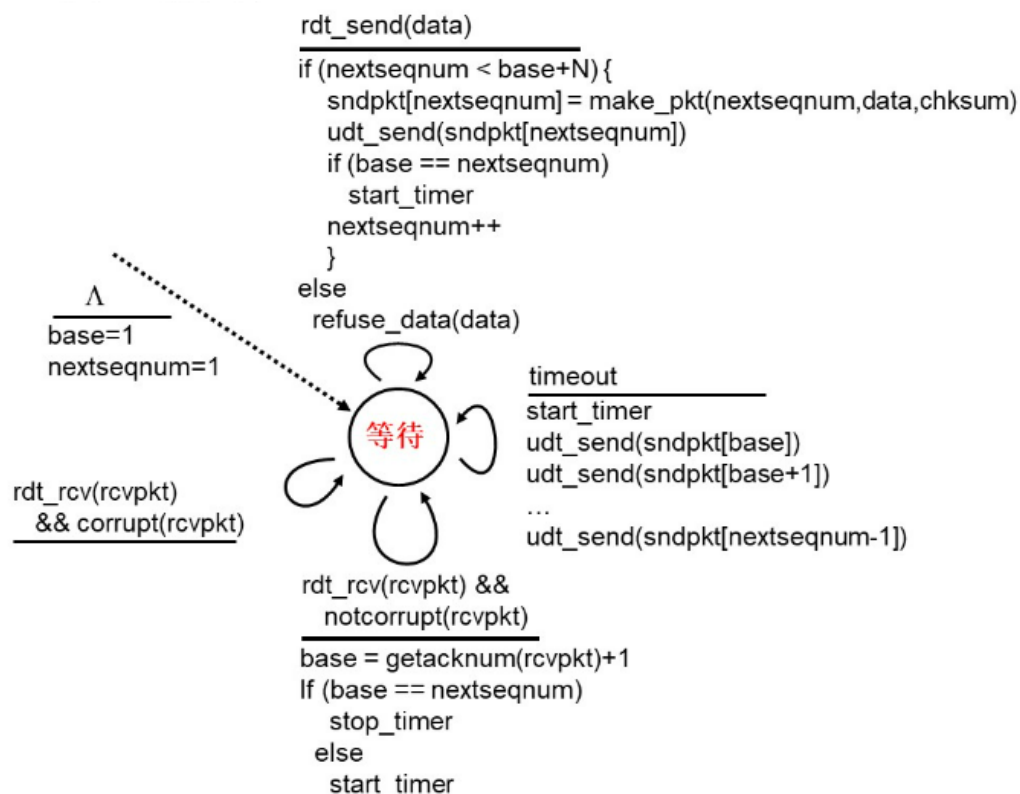 rdt_send(data)
if (nextseqnum < base+N) {
sndpkt[nextseqnum] = make_pkt(nextseqnum,data,chksum)
udt_send(sndpkt[nextseqnum])
if (base == nextseqnum)
start_timer
nextseqnum++
}
else
refuse_data(data)
Λ
base=1
nextseqnum=1
等待
timeout
start_timer
udt_send(sndpkt[base])
udt_send(sndpkt[base+1])
...
udt_send(sndpkt[nextseqnum-1])
rdt_rcv(rcvpkt)
&& corrupt(rcvpkt)
rdt_rcv(rcvpkt) &&
notcorrupt(rcvpkt)
base = getacknum(rcvpkt)+1
If (base == nextseqnum)
stop_timer
else
start_timer